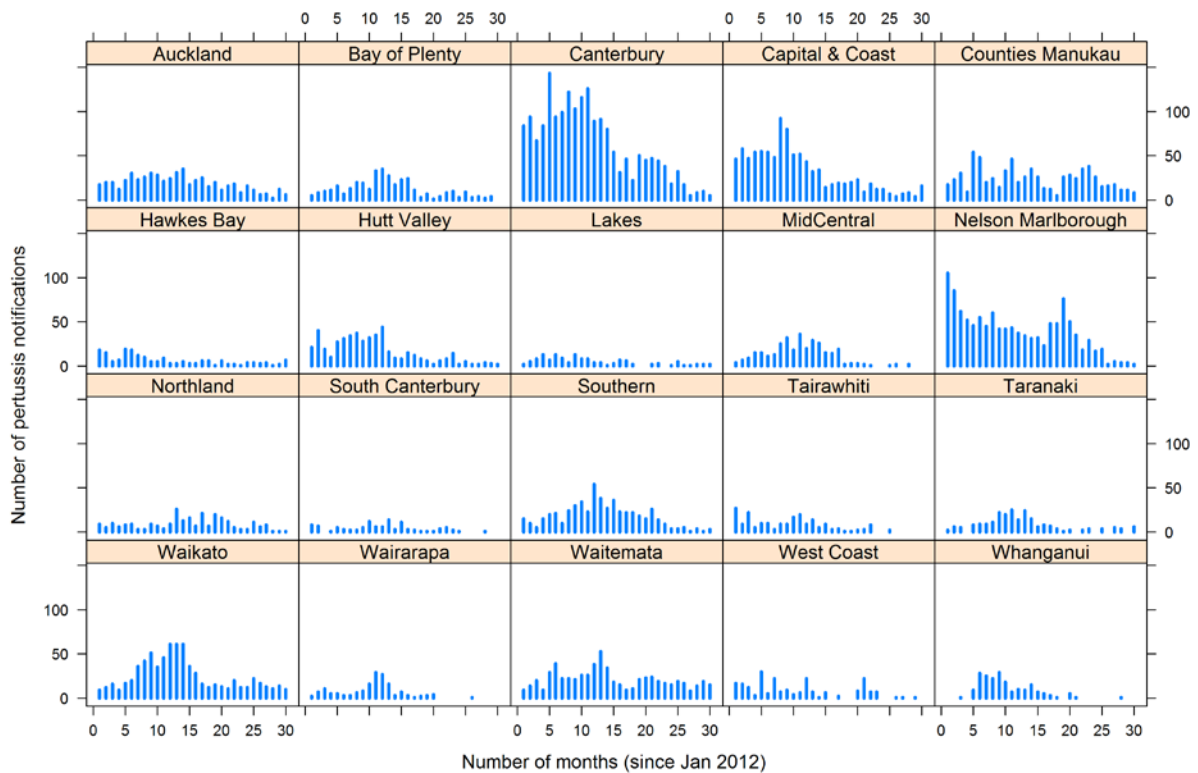 0 5 10 15 20 25 30 0 5 10 15 20 25 30
Auckland Bay of Plenty Canterbury Capital & Coast Counties Manukau
100
50
0
Hawkes Bay Hutt Valley Lakes MidCentral Nelson Marlborough
100
50
0
Northland South Canterbury Southern Tairawhiti Taranaki
100
50
0
Waikato Wairarapa Waitemata West Coast Whanganui
100
50
0
0 5 10 15 20 25 30 0 5 10 15 20 25 30 0 5 10 15 20 25 30
Number of pertussis notifications
Number of months (since Jan 2012)